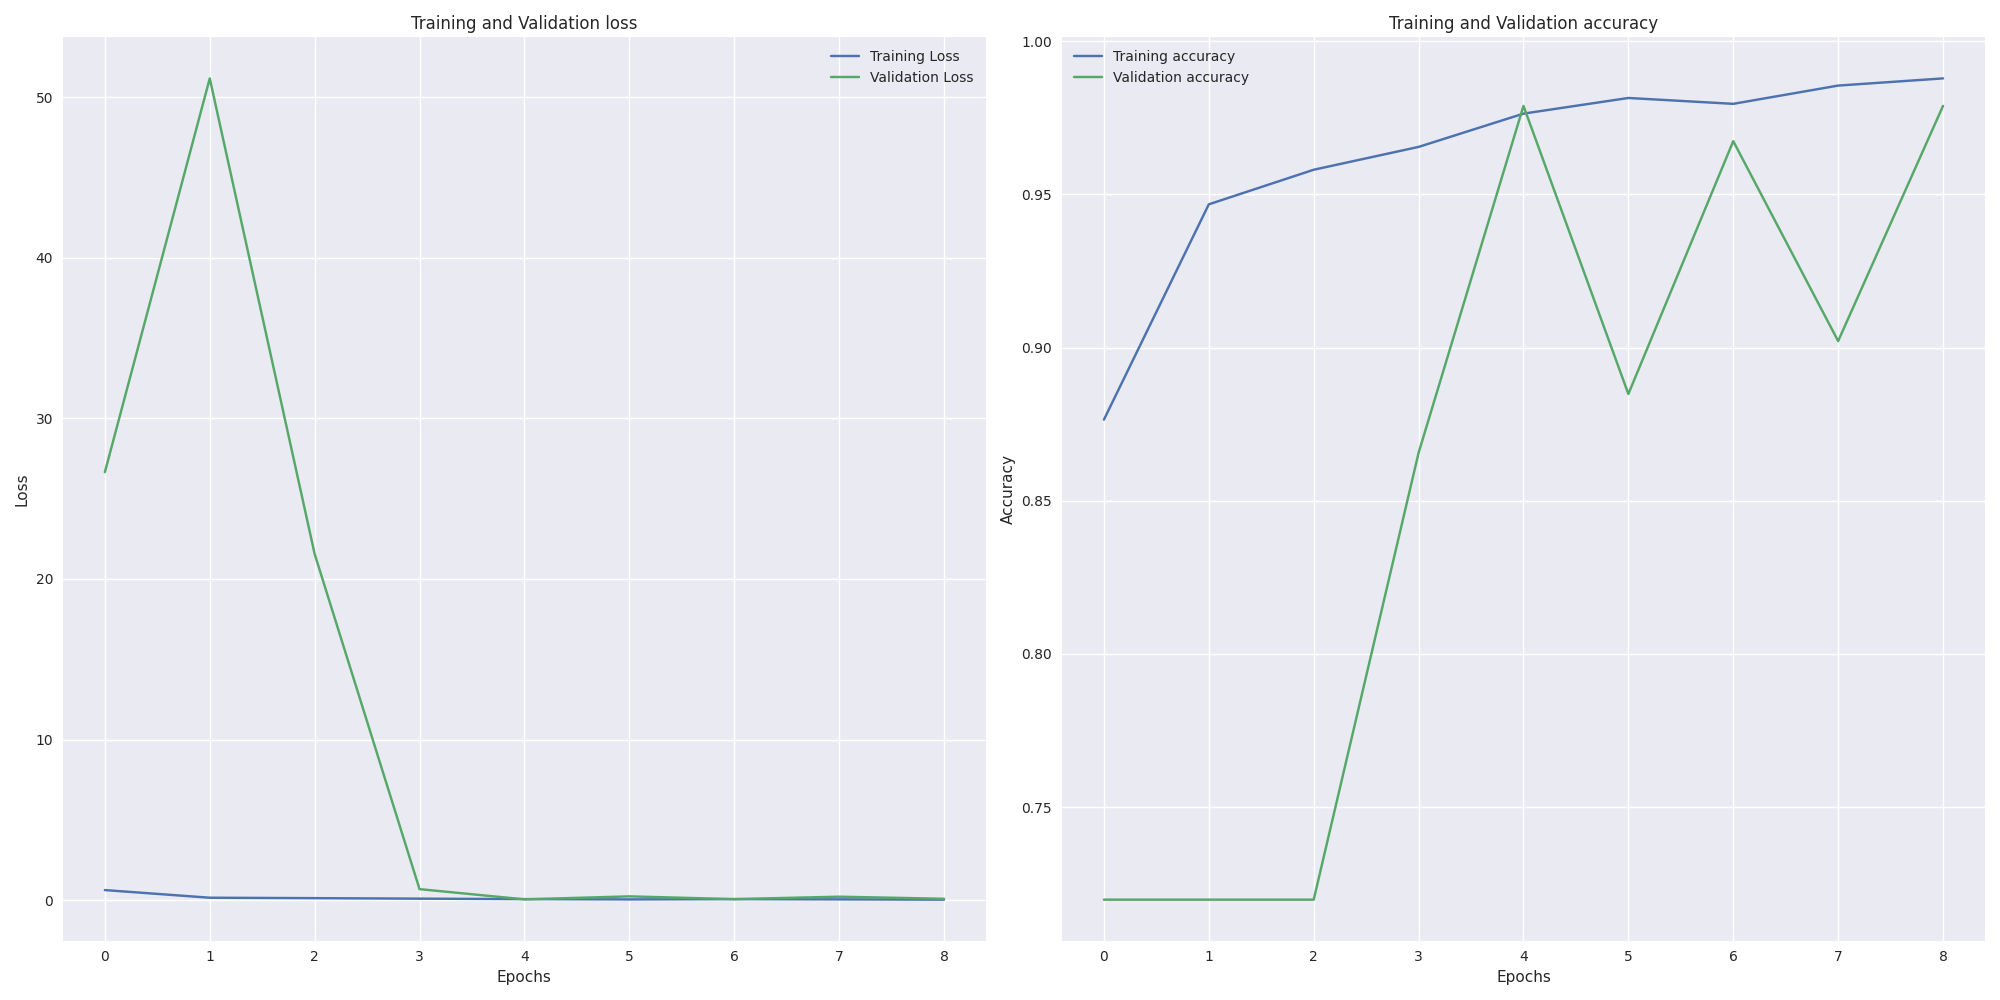 Training and Validation loss
Training Loss
Validation Loss
50
40
30
20
10
0
Loss
0 1 2 3 4 5 6 7 8
Epochs
Training and Validation accuracy
Training accuracy
Validation accuracy
1.00
0.95
0.90
0.85
0.80
0.75
Accuracy
0 1 2 3 4 5 6 7 8
Epochs